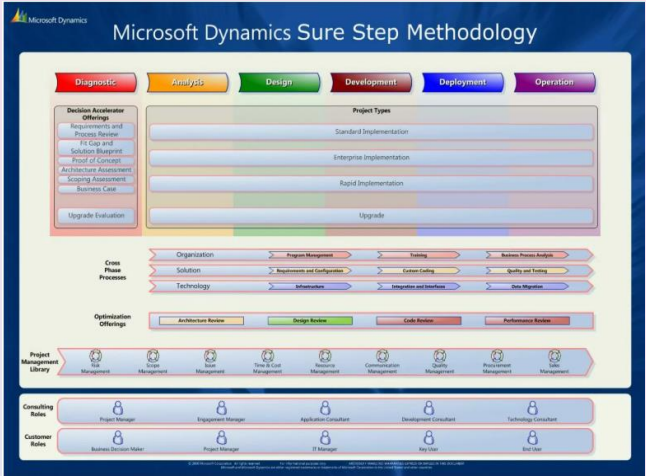 Microsoft Dynamics
Microsoft Dynamics Sure Step Methodology
Diagnostic
Analysis
Design
Development
Deployment
Operation
Decision Accelerator
Offerings
Requirements and
Process Review
Fit Gap and
Solution Blueprint
Proof of Concept
Architecture Assessment
Scoping Assessment
Business Case
Upgrade Evaluation
Project Types
Standard Implementation
Enterprise Implementation
Rapid Implementation
Upgrade
Cross
Phase
Processes
Organization
Program Management
Training
Business Process Analysis
Solution
Requirements and Configuration
Custom Coding
Quality and Testing
Technology
Infrastructure
Integration and Interfaces
Data Migration
Optimization
Offerings
Architecture Review
Design Review
Code Review
Performance Review
Project
Management
Library
Risk
Management
Scope
Management
Issue
Management
Time & Cost
Management
Resource
Management
Communication
Management
Quality
Management
Procurement
Management
Sales
Management
Consulting
Roles
Project Manager
Engagement Manager
Application Consultant
Development Consultant
Technology Consultant
Customer
Roles
Business Decision Maker
Project Manager
IT Manager
Key User
End User